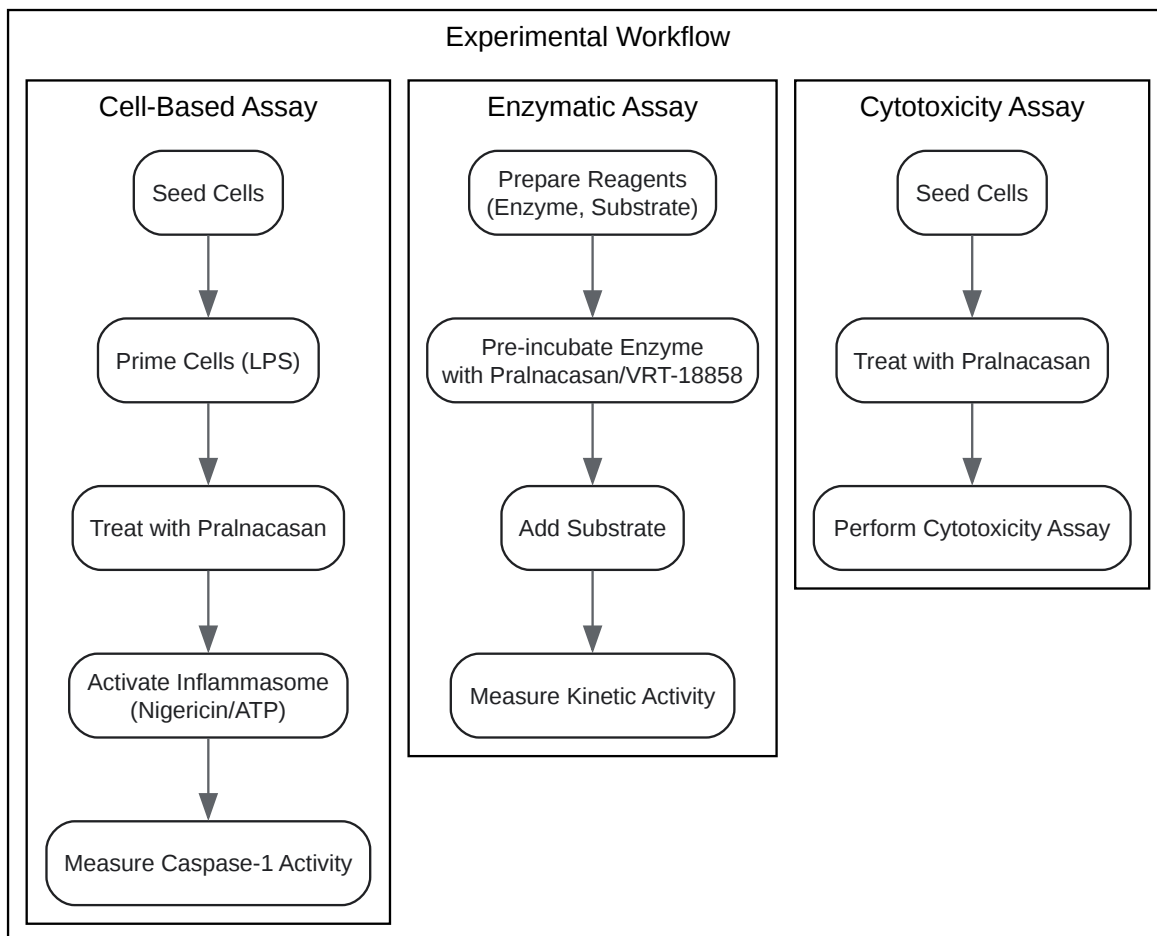 Experimental Workflow
Cell-Based Assay
Seed Cells
Prime Cells (LPS)
Treat with Pralnacasan
Activate Inflammasome
(Nigericin/ATP)
Measure Caspase-1 Activity
Enzymatic Assay
Prepare Reagents
(Enzyme, Substrate)
Pre-incubate Enzyme
with Pralnacasan/VRT-18858
Add Substrate
Measure Kinetic Activity
Cytotoxicity Assay
Seed Cells
Treat with Pralnacasan
Perform Cytotoxicity Assay